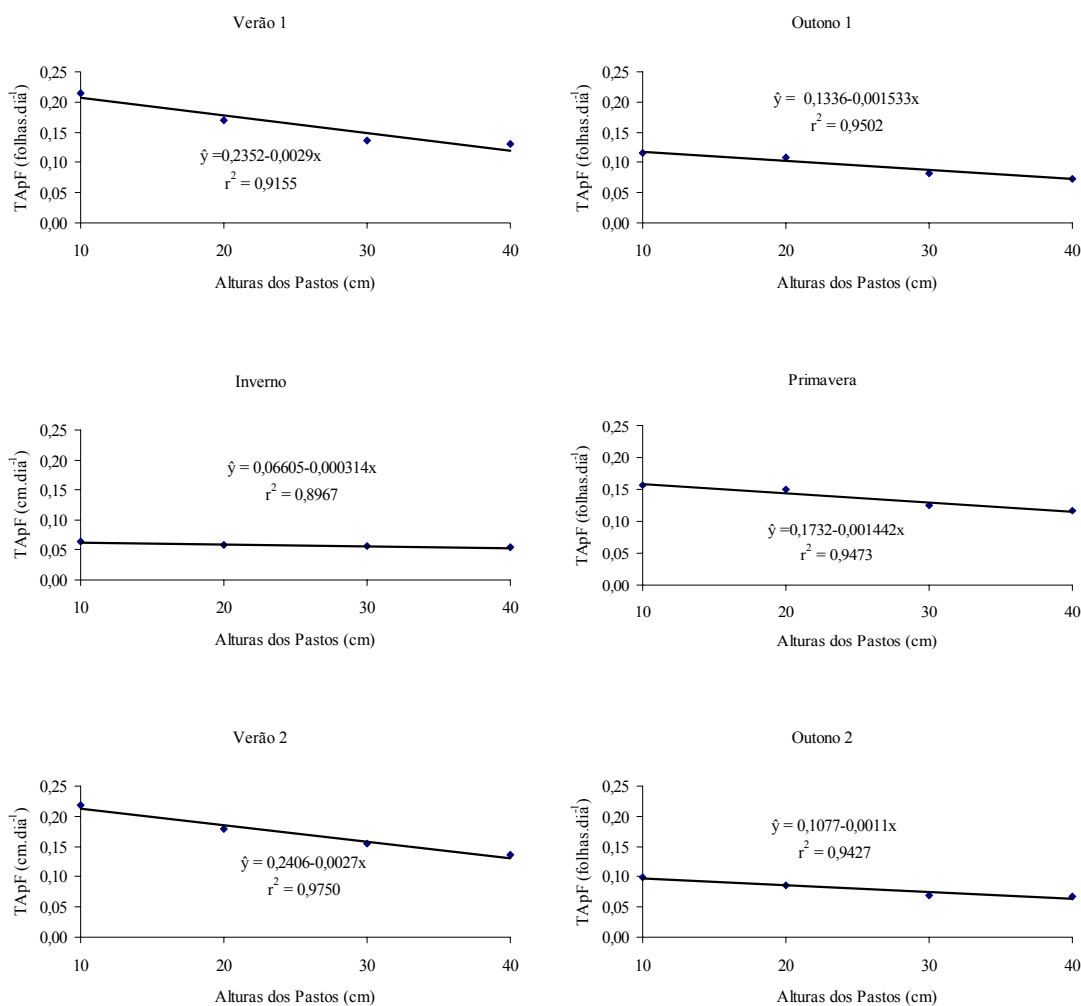 Verão 1
0,25
0,20
0,15
0,10
0,05
0,00
TApF (folhas.dia⁻¹)
ŷ =0,2352-0,0029x
r² = 0,9155
10 20 30 40
Alturas dos Pastos (cm)
Outono 1
0,25
0,20
0,15
0,10
0,05
0,00
TApF (folhas.dia⁻¹)
ŷ = 0,1336-0,001533x
r² = 0,9502
10 20 30 40
Alturas dos Pastos (cm)
Inverno
0,25
0,20
0,15
0,10
0,05
0,00
TApF (cm.dia⁻¹)
ŷ = 0,06605-0,000314x
r² = 0,8967
10 20 30 40
Alturas dos Pastos (cm)
Primavera
0,25
0,20
0,15
0,10
0,05
0,00
TApF (folhas.dia⁻¹)
ŷ =0,1732-0,001442x
r² = 0,9473
10 20 30 40
Alturas dos Pastos (cm)
Verão 2
0,25
0,20
0,15
0,10
0,05
0,00
TApF (cm.dia⁻¹)
ŷ = 0,2406-0,0027x
r² = 0,9750
10 20 30 40
Alturas dos Pastos (cm)
Outono 2
0,25
0,20
0,15
0,10
0,05
0,00
TApF (folhas.dia⁻¹)
ŷ = 0,1077-0,0011x
r² = 0,9427
10 20 30 40
Alturas dos Pastos (cm)